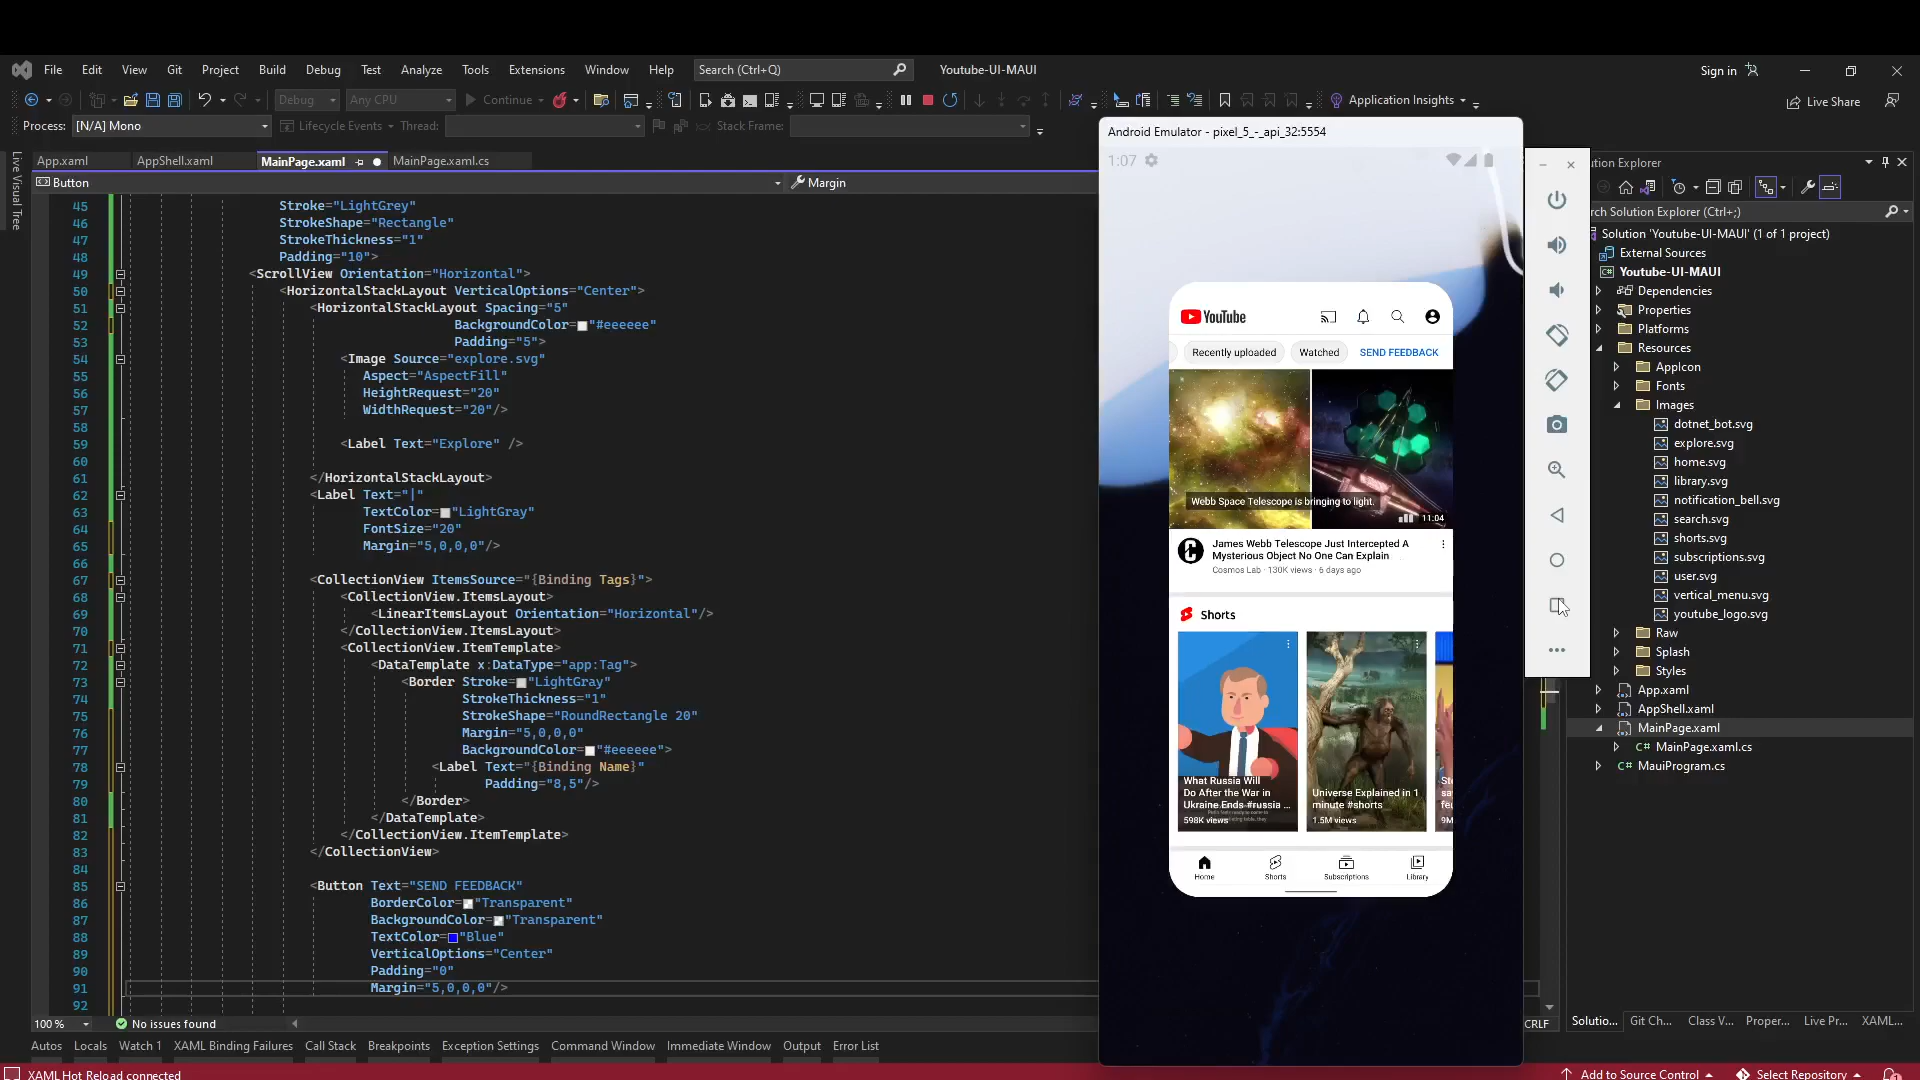 File Edit View Git Project Build Debug Test Analyze Tools Extensions Window Help Search (Ctrl+Q) Youtube-UI-MAUI Sign in
Debug Any CPU Continue Application Insights Live Share
Process: [N/A] Mono Lifecycle Events Thread: Stack Frame:
Live Visual Tree
App.xaml AppShell.xaml MainPage.xaml MainPage.xaml.cs
Button Margin
45 Stroke="LightGrey"
46 StrokeShape="Rectangle"
47 StrokeThickness="1"
48 Padding="10">
49 <ScrollView Orientation="Horizontal">
50 <HorizontalStackLayout VerticalOptions="Center">
51 <HorizontalStackLayout Spacing="5"
52 BackgroundColor="#eeeeee"
53 Padding="5">
54 <Image Source="explore.svg"
55 Aspect="AspectFill"
56 HeightRequest="20"
57 WidthRequest="20"/>
58
59 <Label Text="Explore" />
60
61 </HorizontalStackLayout>
62 <Label Text="|"
63 TextColor="LightGray"
64 FontSize="20"
65 Margin="5,0,0,0"/>
66
67 <CollectionView ItemsSource="{Binding Tags}">
68 <CollectionView.ItemsLayout>
69 <LinearItemsLayout Orientation="Horizontal"/>
70 </CollectionView.ItemsLayout>
71 <CollectionView.ItemTemplate>
72 <DataTemplate x:DataType="app:Tag">
73 <Border Stroke="LightGray"
74 StrokeThickness="1"
75 StrokeShape="RoundRectangle 20"
76 Margin="5,0,0,0"
77 BackgroundColor="#eeeeee">
78 <Label Text="{Binding Name}"
79 Padding="8,5"/>
80 </Border>
81 </DataTemplate>
82 </CollectionView.ItemTemplate>
83 </CollectionView>
84
85 <Button Text="SEND FEEDBACK"
86 BorderColor="Transparent"
87 BackgroundColor="Transparent"
88 TextColor="Blue"
89 VerticalOptions="Center"
90 Padding="0"
91 Margin="5,0,0,0"/>
92
100 % No issues found CRLF
Android Emulator - pixel_5_-_api_32:5554
1:07
YouTube
Recently uploaded Watched SEND FEEDBACK
Webb Space Telescope is bringing to light.
11:04
James Webb Telescope Just Intercepted A
Mysterious Object No One Can Explain
Cosmos Lab · 130K views · 6 days ago
Shorts
What Russia Will
Do After the War in
Ukraine Ends #russia ...
598K views
Universe Explained in 1
minute #shorts
1.5M views
9M
Home Shorts Subscriptions Library
ution Explorer
rch Solution Explorer (Ctrl+;)
Solution 'Youtube-UI-MAUI' (1 of 1 project)
External Sources
Youtube-UI-MAUI
Dependencies
Properties
Platforms
Resources
AppIcon
Fonts
Images
dotnet_bot.svg
explore.svg
home.svg
library.svg
notification_bell.svg
search.svg
shorts.svg
subscriptions.svg
user.svg
vertical_menu.svg
youtube_logo.svg
Raw
Splash
Styles
App.xaml
AppShell.xaml
MainPage.xaml
C# MainPage.xaml.cs
C# MauiProgram.cs
Solutio... Git Ch... Class V... Proper... Live Pr... XAML...
Autos Locals Watch 1 XAML Binding Failures Call Stack Breakpoints Exception Settings Command Window Immediate Window Output Error List
XAML Hot Reload connected Add to Source Control Select Repository